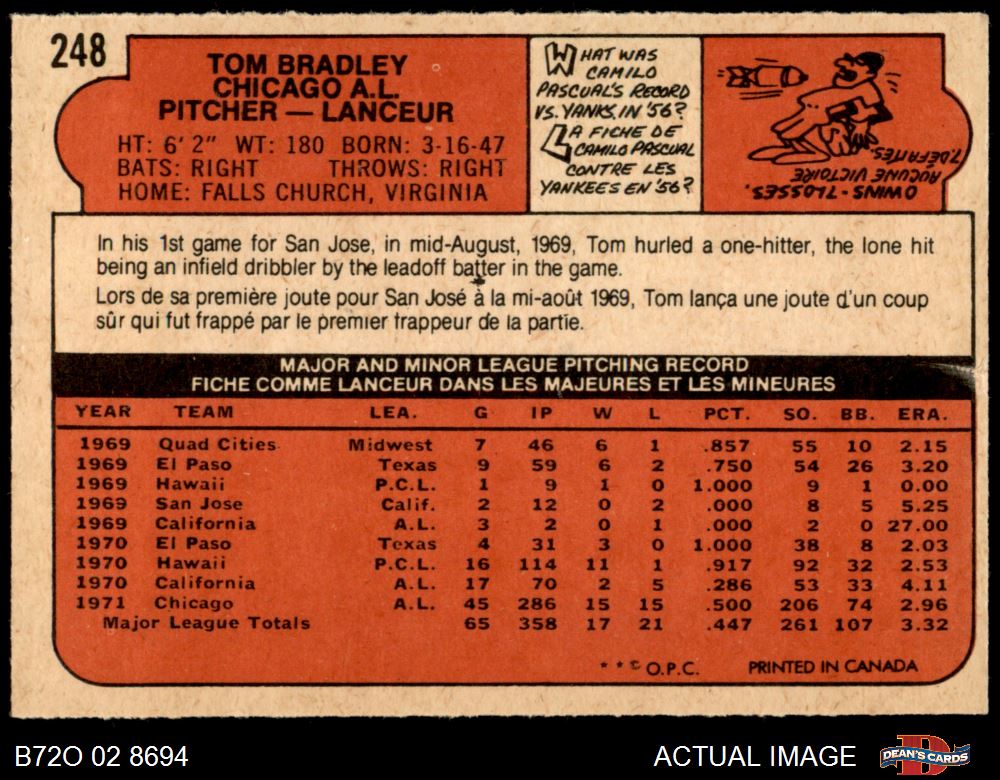 248
TOM BRADLEY
CHICAGO A.L.
PITCHER — LANCEUR
HT: 6' 2" WT: 180 BORN: 3-16-47
BATS: RIGHT THROWS: RIGHT
HOME: FALLS CHURCH, VIRGINIA
WHAT WAS
CAMILO
PASCUAL'S RECORD
VS. YANKS. IN '56?
LA FICHE DE
CAMILO PASCUAL
CONTRE LES
YANKEES EN '56?
0 WINS - 7 LOSSES.
AUCUNE VICTOIRE
7 DÉFAITES.
In his 1st game for San Jose, in mid-August, 1969, Tom hurled a one-hitter, the lone hit
being an infield dribbler by the leadoff batter in the game.
Lors de sa première joute pour San José à la mi-août 1969, Tom lança une joute d'un coup
sûr qui fut frappé par le premier frappeur de la partie.
MAJOR AND MINOR LEAGUE PITCHING RECORD
FICHE COMME LANCEUR DANS LES MAJEURES ET LES MINEURES
YEAR TEAM LEA. G IP W L PCT. SO. BB. ERA.
1969 Quad Cities Midwest 7 46 6 1 .857 55 10 2.15
1969 El Paso Texas 9 59 6 2 .750 54 26 3.20
1969 Hawaii P.C.L. 1 9 1 0 1.000 9 1 0.00
1969 San Jose Calif. 2 12 0 2 .000 8 5 5.25
1969 California A.L. 3 2 0 1 .000 2 0 27.00
1970 El Paso Texas 4 31 3 0 1.000 38 8 2.03
1970 Hawaii P.C.L. 16 114 11 1 .917 92 32 2.53
1970 California A.L. 17 70 2 5 .286 53 33 4.11
1971 Chicago A.L. 45 286 15 15 .500 206 74 2.96
Major League Totals 65 358 17 21 .447 261 107 3.32
* * © O.P.C. PRINTED IN CANADA
B72O 02 8694 ACTUAL IMAGE DEAN'S CARDS